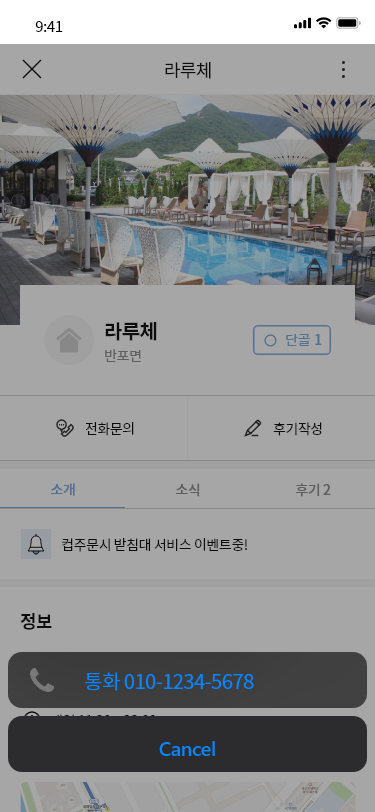 9:41
라루체
라루체
반포면
단골 1
전화문의
후기작성
소개
소식
후기 2
컵주문시 받침대 서비스 이벤트중!
정보
통화 010-1234-5678
Cancel